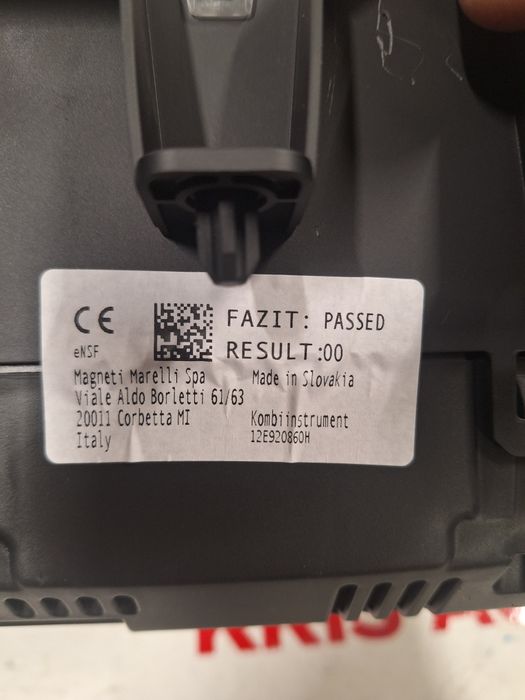 CE
FAZIT: PASSED
eNSF
RESULT:00
Magneti Marelli Spa
Made in Slovakia
Viale Aldo Borletti 61/63
20011 Corbetta MI
Kombiinstrument
Italy
12E920860H
KRIS